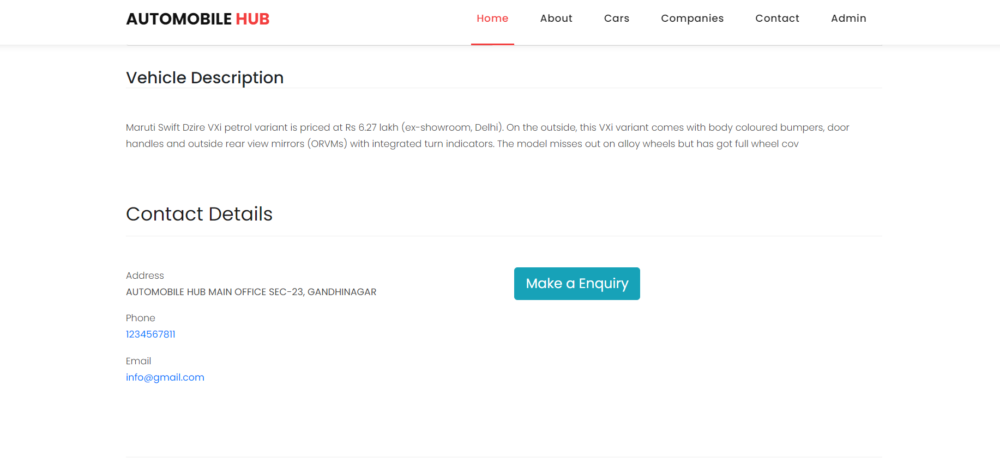 AUTOMOBILE HUB
Home About Cars Companies Contact Admin
Vehicle Description
Maruti Swift Dzire VXi petrol variant is priced at Rs 6.27 lakh (ex-showroom, Delhi). On the outside, this VXi variant comes with body coloured bumpers, door
handles and outside rear view mirrors (ORVMs) with integrated turn indicators. The model misses out on alloy wheels but has got full wheel cov
Contact Details
Address
AUTOMOBILE HUB MAIN OFFICE SEC-23, GANDHINAGAR
Phone
1234567811
Email
info@gmail.com
Make a Enquiry